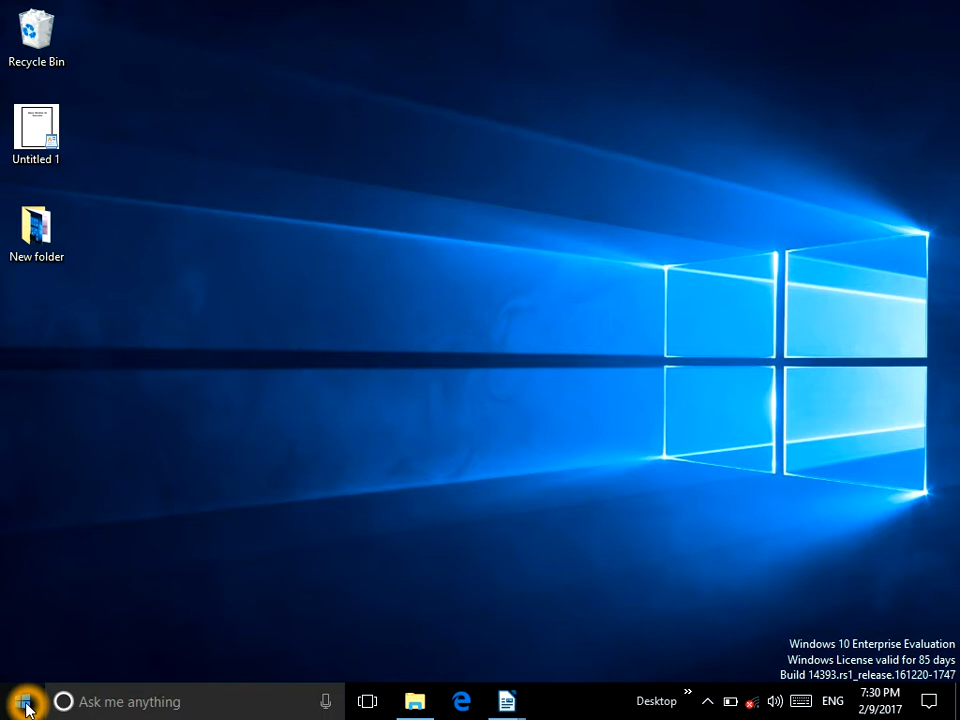 Recycle Bin
Untitled 1
New folder
Windows 10 Enterprise Evaluation
Windows License valid for 85 days
Build 14393.rs1_release.161220-1747
Ask me anything
Desktop
ENG
7:30 PM
2/9/2017